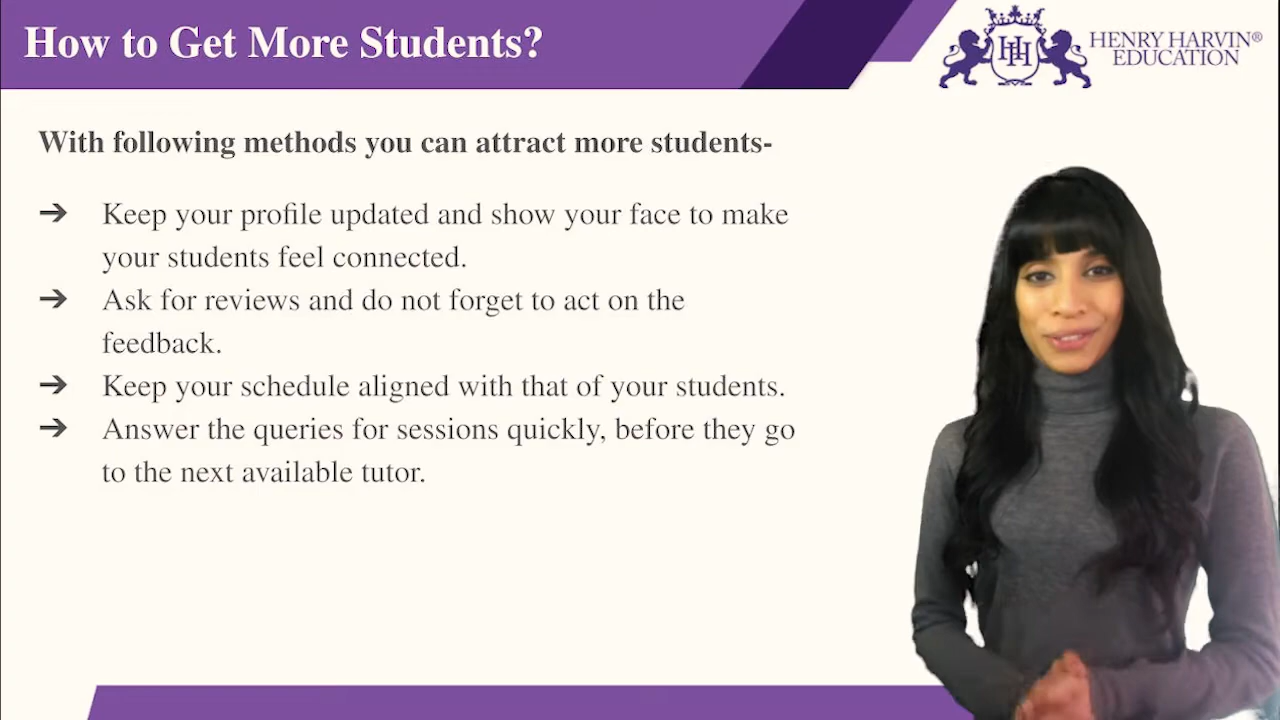 How to Get More Students?
HENRY HARVIN®
EDUCATION
With following methods you can attract more students-
➔ Keep your profile updated and show your face to make
your students feel connected.
➔ Ask for reviews and do not forget to act on the
feedback.
➔ Keep your schedule aligned with that of your students.
➔ Answer the queries for sessions quickly, before they go
to the next available tutor.